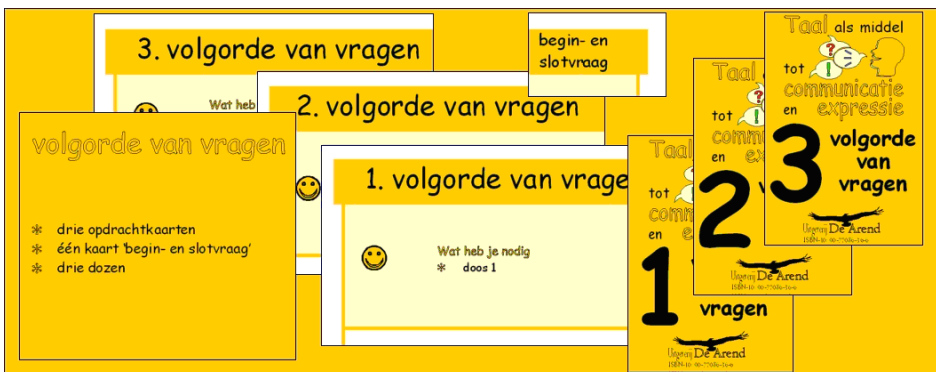 3. volgorde van vragen
Wat heb
2. volgorde van vragen
1. volgorde van vrage
Wat heb je nodig
* doos 1
volgorde van vragen
* drie opdrachtkaarten
* één kaart 'begin- en slotvraag'
* drie dozen
begin- en
slotvraag
Taal als middel
tot
communicatie
en expressie
3 volgorde
van
vragen
Uitgeverij De Arend
Taal
tot
commu
en ex
2
De Arend
Taal
tot
com
en
1
vragen
Uitgeverij De Arend